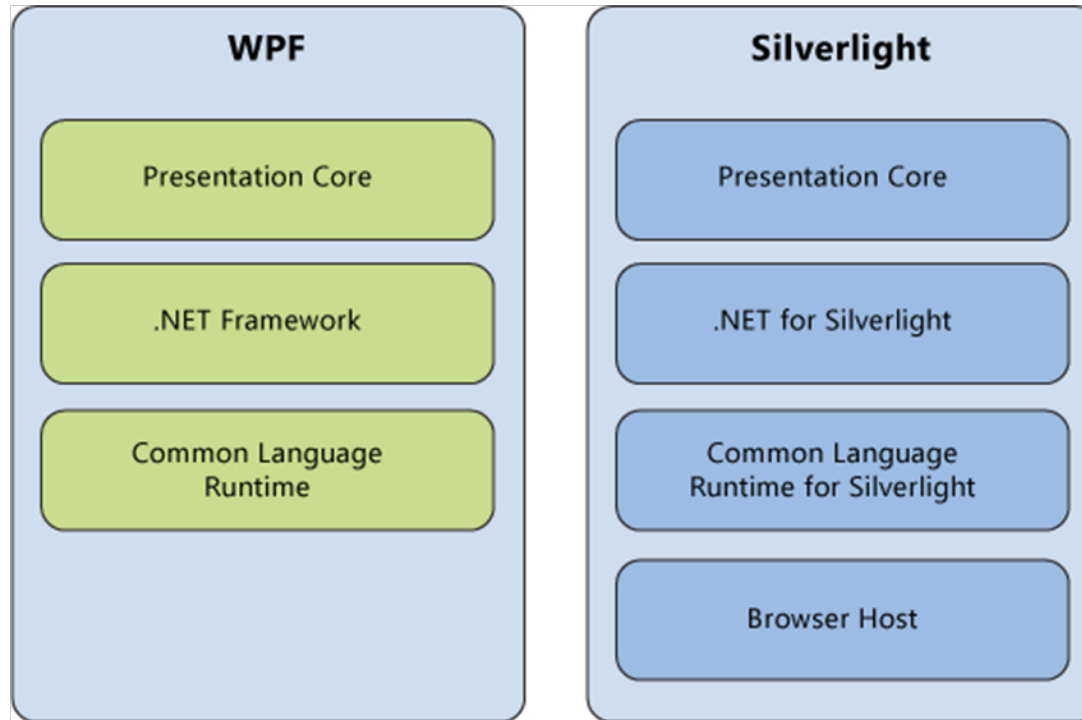 WPF
Presentation Core
.NET Framework
Common Language
Runtime
Silverlight
Presentation Core
.NET for Silverlight
Common Language
Runtime for Silverlight
Browser Host